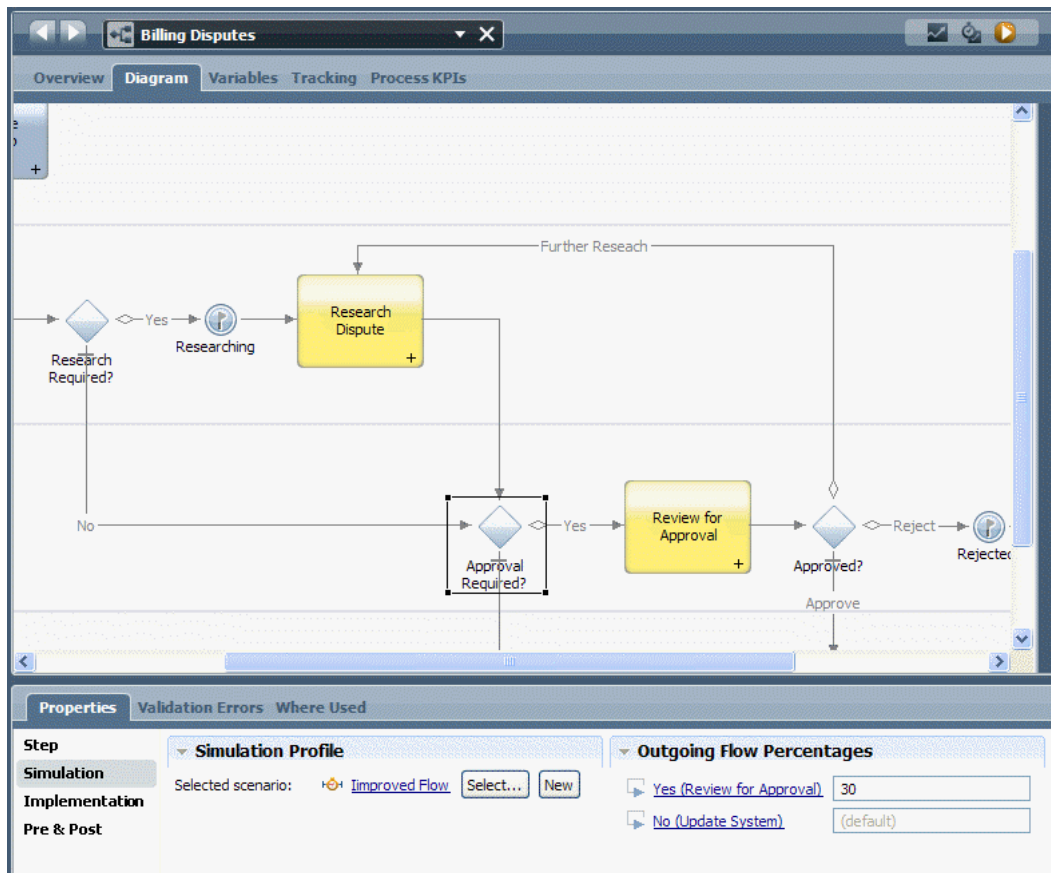 Billing Disputes
Overview Diagram Variables Tracking Process KPIs
+
Further Reseach
Research
Dispute
+
Yes
Researching
Research
Required?
No
Yes
Review for
Approval
+
Reject
Rejected
Approval
Required?
Approved?
Approve
Properties Validation Errors Where Used
Step
Simulation
Implementation
Pre & Post
Simulation Profile
Selected scenario: Iimproved Flow Select... New
Outgoing Flow Percentages
Yes (Review for Approval) 30
No (Update System) (default)